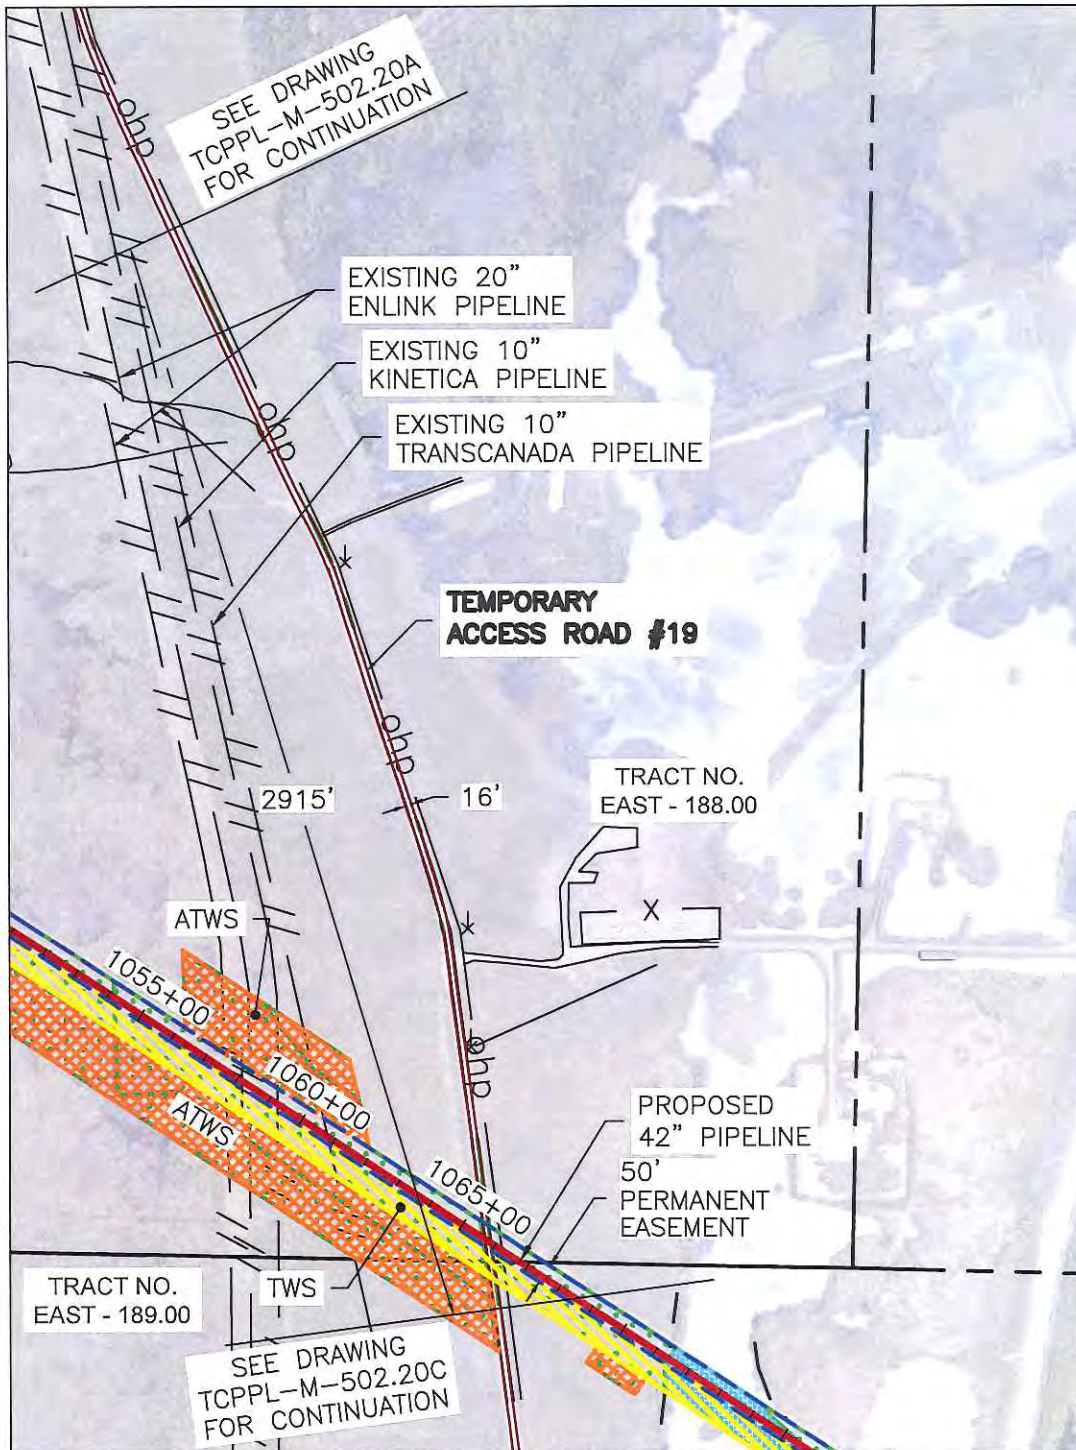 ohp
SEE DRAWING
TCPPL-M-502.20A
FOR CONTINUATION
EXISTING 20"
ENLINK PIPELINE
EXISTING 10"
KINETICA PIPELINE
ohp
EXISTING 10"
TRANSCANADA PIPELINE
TEMPORARY
ACCESS ROAD #19
ohp
2915'
16'
TRACT NO.
EAST - 188.00
X
ATWS
1055+00
1060+00
ohp
ATWS
1065+00
PROPOSED
42" PIPELINE
50'
PERMANENT
EASEMENT
TRACT NO.
EAST - 189.00
TWS
SEE DRAWING
TCPPL-M-502.20C
FOR CONTINUATION